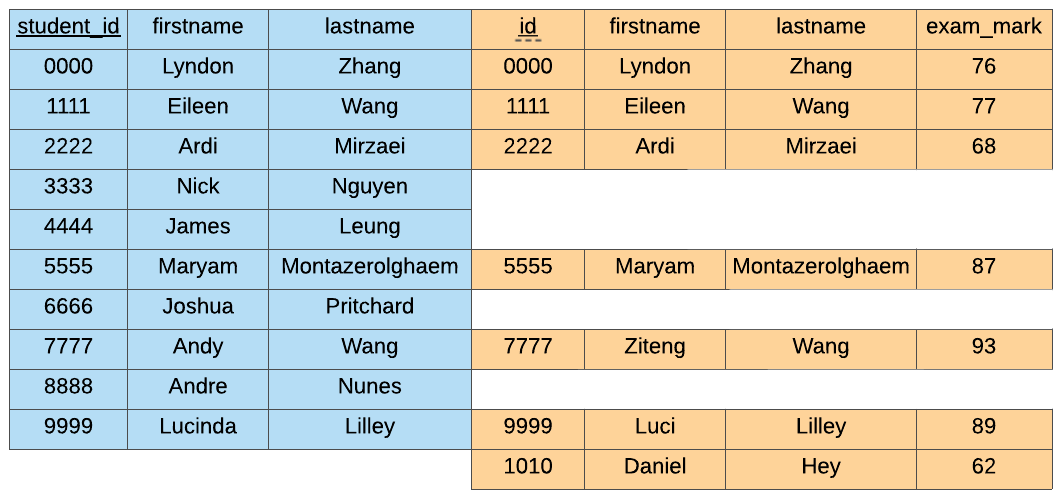 student_id firstname lastname id firstname lastname exam_mark
0000 Lyndon Zhang 0000 Lyndon Zhang 76
1111 Eileen Wang 1111 Eileen Wang 77
2222 Ardi Mirzaei 2222 Ardi Mirzaei 68
3333 Nick Nguyen
4444 James Leung
5555 Maryam Montazerolghaem 5555 Maryam Montazerolghaem 87
6666 Joshua Pritchard
7777 Andy Wang 7777 Ziteng Wang 93
8888 Andre Nunes
9999 Lucinda Lilley 9999 Luci Lilley 89
1010 Daniel Hey 62